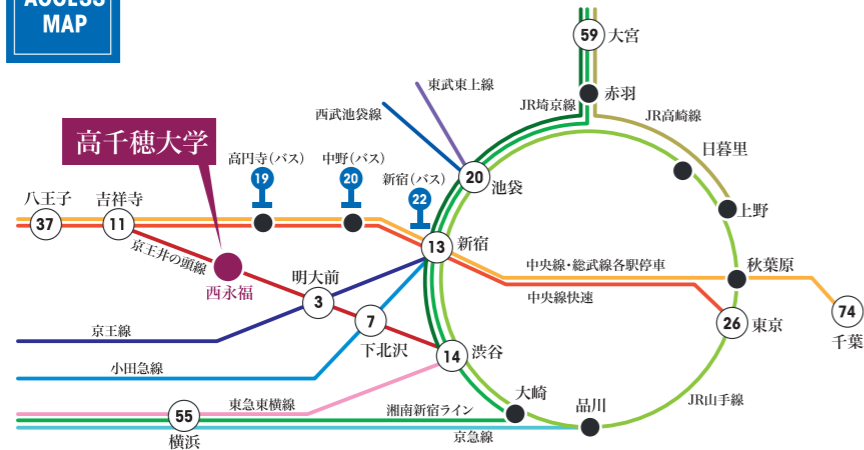 ACCESS
MAP
59 大宮
東武東上線
赤羽
JR埼京線
西武池袋線
JR高崎線
高千穂大学
日暮里
高円寺（バス）
中野（バス）
19
20
新宿（バス）
22
20
池袋
八王子
吉祥寺
上野
37
11
13 新宿
京王井の頭線
西永福
中央線・総武線各駅停車
秋葉原
明大前
3
中央線快速
74
千葉
7
下北沢
26 東京
京王線
14 渋谷
小田急線
大崎
品川
JR山手線
東急東横線
湘南新宿ライン
55
横浜
京急線